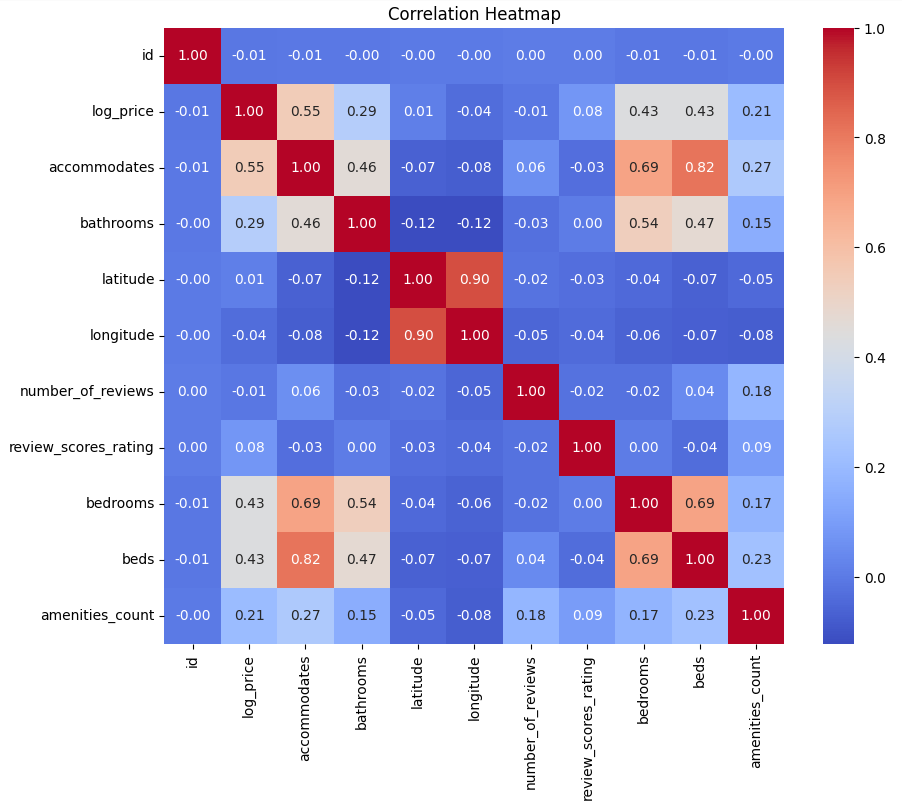 Correlation Heatmap
id 1.00 -0.01 -0.01 -0.00 -0.00 -0.00 0.00 0.00 -0.01 -0.01 -0.00
log_price -0.01 1.00 0.55 0.29 0.01 -0.04 -0.01 0.08 0.43 0.43 0.21
accommodates -0.01 0.55 1.00 0.46 -0.07 -0.08 0.06 -0.03 0.69 0.82 0.27
bathrooms -0.00 0.29 0.46 1.00 -0.12 -0.12 -0.03 0.00 0.54 0.47 0.15
latitude -0.00 0.01 -0.07 -0.12 1.00 0.90 -0.02 -0.03 -0.04 -0.07 -0.05
longitude -0.00 -0.04 -0.08 -0.12 0.90 1.00 -0.05 -0.04 -0.06 -0.07 -0.08
number_of_reviews 0.00 -0.01 0.06 -0.03 -0.02 -0.05 1.00 -0.02 -0.02 0.04 0.18
review_scores_rating 0.00 0.08 -0.03 0.00 -0.03 -0.04 -0.02 1.00 0.00 -0.04 0.09
bedrooms -0.01 0.43 0.69 0.54 -0.04 -0.06 -0.02 0.00 1.00 0.69 0.17
beds -0.01 0.43 0.82 0.47 -0.07 -0.07 0.04 -0.04 0.69 1.00 0.23
amenities_count -0.00 0.21 0.27 0.15 -0.05 -0.08 0.18 0.09 0.17 0.23 1.00
id
log_price
accommodates
bathrooms
latitude
longitude
number_of_reviews
review_scores_rating
bedrooms
beds
amenities_count
1.0
0.8
0.6
0.4
0.2
0.0